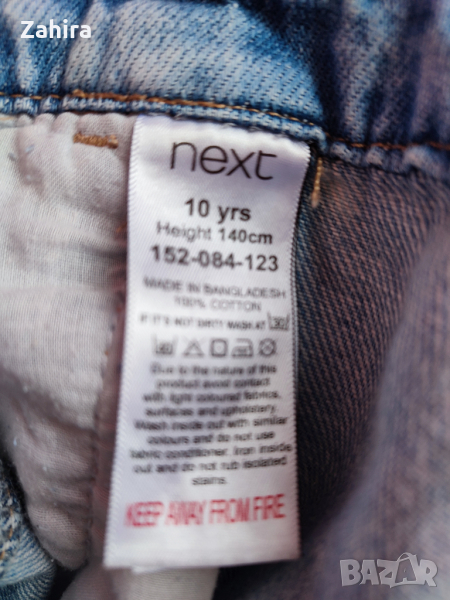 Zahira
next
10 yrs
Height 140cm
152-084-123
MADE IN BANGLADESH
100% COTTON
IF IT'S NOT DIRTY WASH AT 30
Due to the nature of this
product avoid contact
with light coloured fabrics,
surfaces and upholstery.
Wash inside out with similar
colours and do not use
fabric conditioner. Iron inside
out and do not rub isolated
stains.
KEEP AWAY FROM FIRE
BAZAR